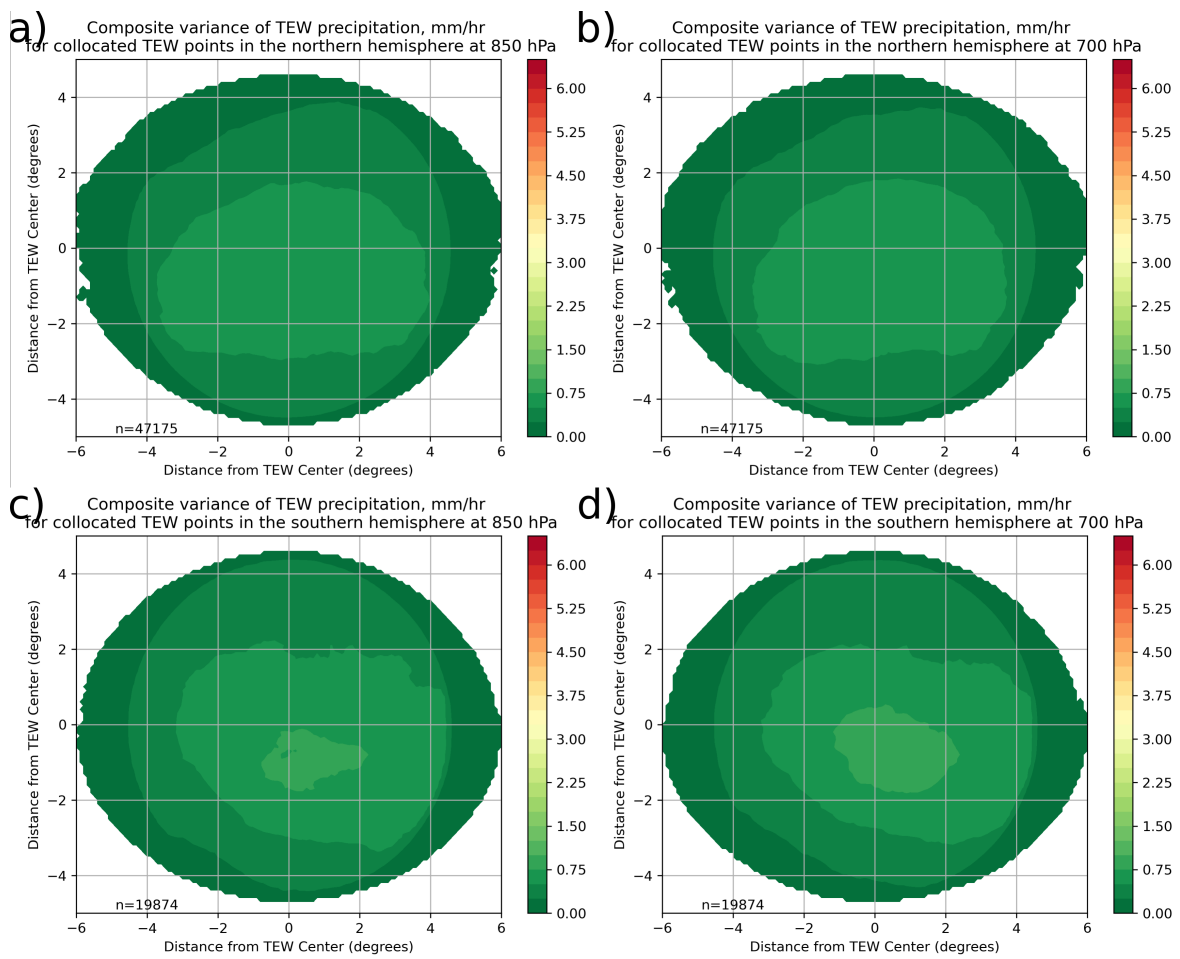 a)
Composite variance of TEW precipitation, mm/hr
for collocated TEW points in the northern hemisphere at 850 hPa
Distance from TEW Center (degrees)
4
2
0
−2
−4
n=47175
−6 −4 −2 0 2 4 6
Distance from TEW Center (degrees)
6.00
5.25
4.50
3.75
3.00
2.25
1.50
0.75
0.00
b)
Composite variance of TEW precipitation, mm/hr
for collocated TEW points in the northern hemisphere at 700 hPa
Distance from TEW Center (degrees)
4
2
0
−2
−4
n=47175
−6 −4 −2 0 2 4 6
Distance from TEW Center (degrees)
6.00
5.25
4.50
3.75
3.00
2.25
1.50
0.75
0.00
c)
Composite variance of TEW precipitation, mm/hr
for collocated TEW points in the southern hemisphere at 850 hPa
Distance from TEW Center (degrees)
4
2
0
−2
−4
n=19874
−6 −4 −2 0 2 4 6
Distance from TEW Center (degrees)
6.00
5.25
4.50
3.75
3.00
2.25
1.50
0.75
0.00
d)
Composite variance of TEW precipitation, mm/hr
for collocated TEW points in the southern hemisphere at 700 hPa
Distance from TEW Center (degrees)
4
2
0
−2
−4
n=19874
−6 −4 −2 0 2 4 6
Distance from TEW Center (degrees)
6.00
5.25
4.50
3.75
3.00
2.25
1.50
0.75
0.00